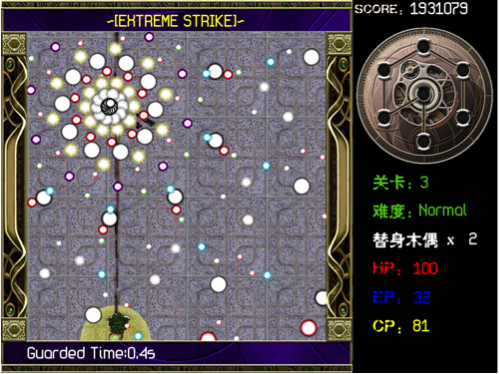 -[EXTREME STRIKE]-
SCORE: 1931079
关卡：3
难度：Normal
替身木偶 x 2
HP：100
EP：32
CP：81
Guarded Time:0.4s